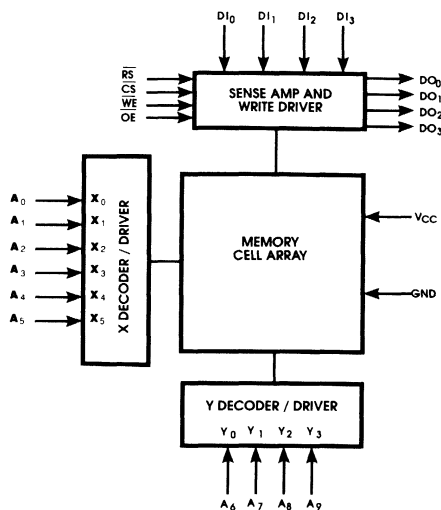 DI0 DI1 DI2 DI3
RS
CS
WE
OE
SENSE AMP AND
WRITE DRIVER
DO0
DO1
DO2
DO3
A0
A1
A2
A3
A4
A5
X0
X1
X2
X3
X4
X5
X DECODER / DRIVER
MEMORY
CELL ARRAY
VCC
GND
Y DECODER / DRIVER
Y0 Y1 Y2 Y3
A6 A7 A8 A9